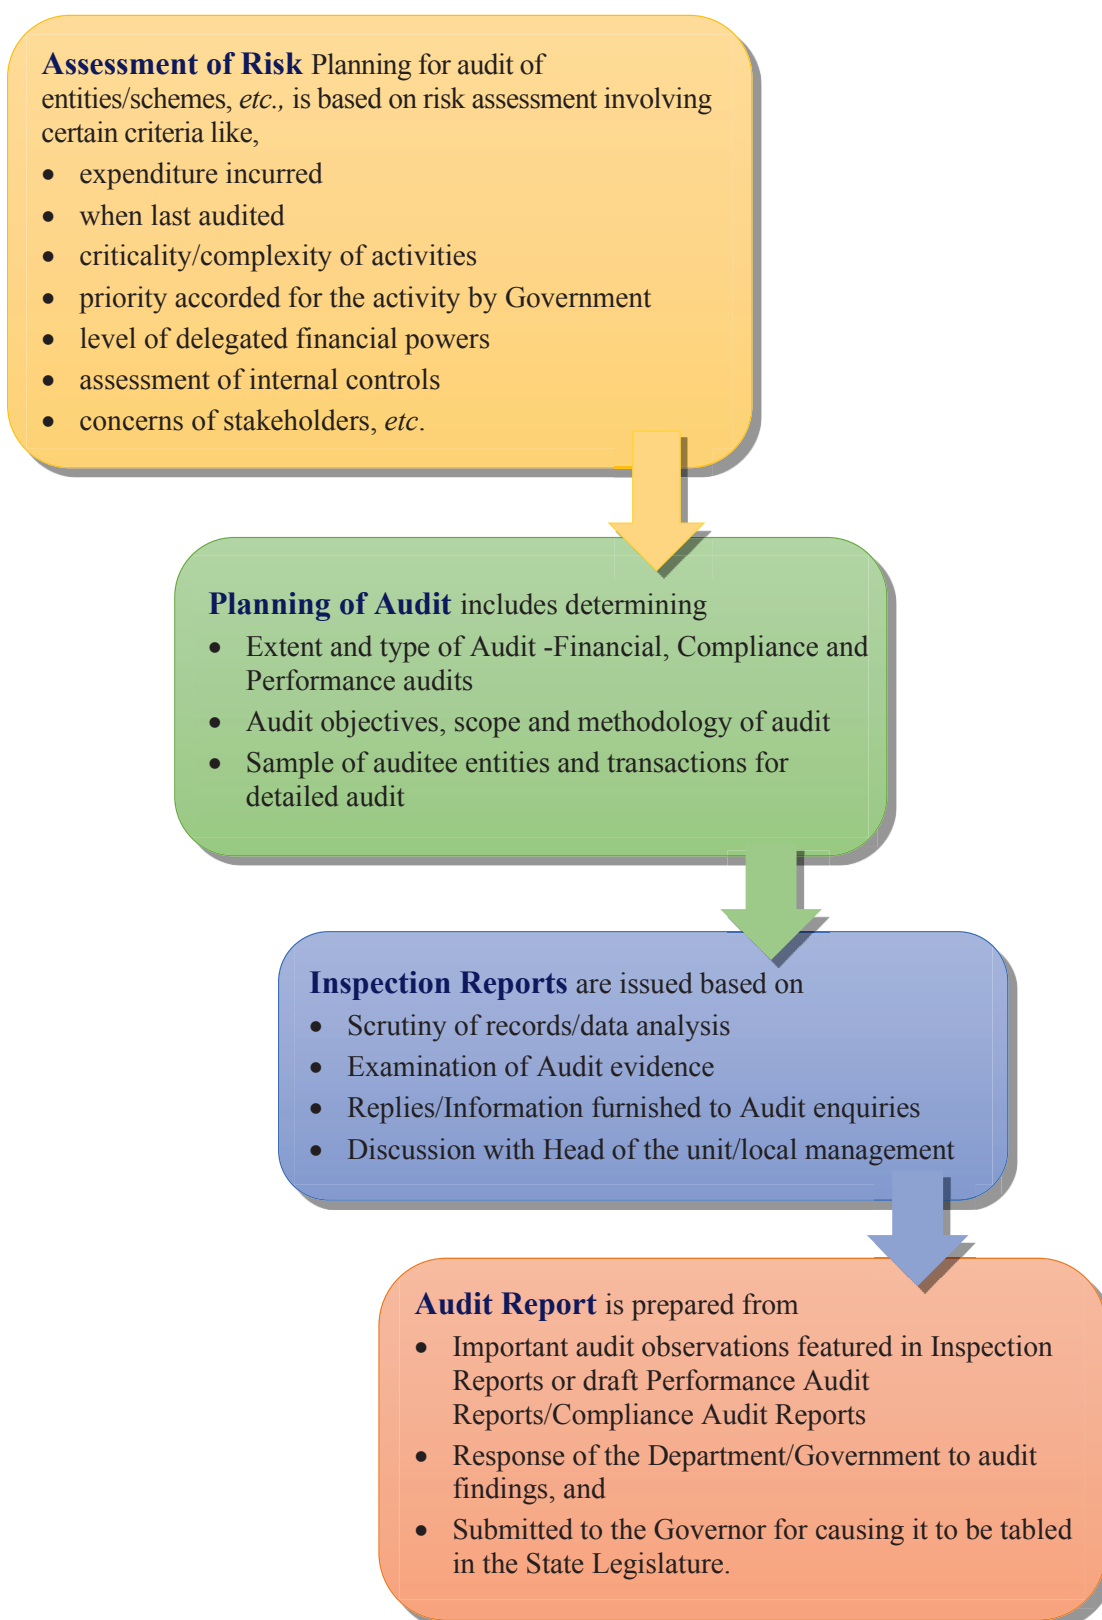 Assessment of Risk Planning for audit of
entities/schemes, etc., is based on risk assessment involving
certain criteria like,
• expenditure incurred
• when last audited
• criticality/complexity of activities
• priority accorded for the activity by Government
• level of delegated financial powers
• assessment of internal controls
• concerns of stakeholders, etc.
Planning of Audit includes determining
• Extent and type of Audit -Financial, Compliance and
Performance audits
• Audit objectives, scope and methodology of audit
• Sample of auditee entities and transactions for
detailed audit
Inspection Reports are issued based on
• Scrutiny of records/data analysis
• Examination of Audit evidence
• Replies/Information furnished to Audit enquiries
• Discussion with Head of the unit/local management
Audit Report is prepared from
• Important audit observations featured in Inspection
Reports or draft Performance Audit
Reports/Compliance Audit Reports
• Response of the Department/Government to audit
findings, and
• Submitted to the Governor for causing it to be tabled
in the State Legislature.